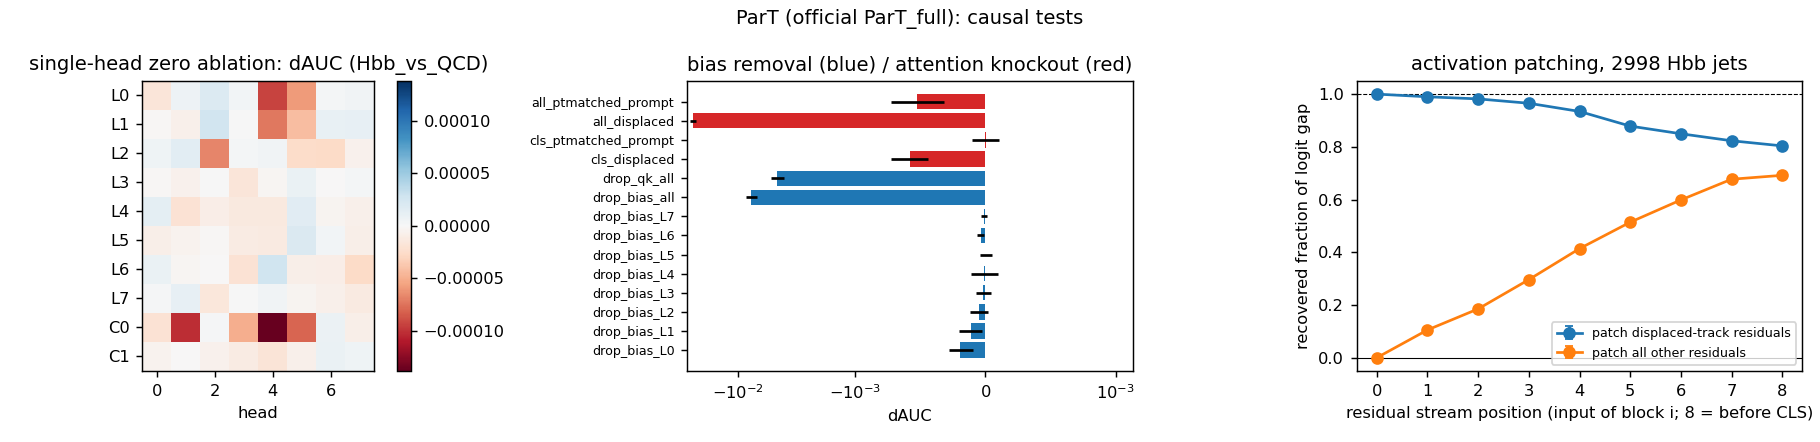 ParT (official ParT_full): causal tests
single-head zero ablation: dAUC (Hbb_vs_QCD)
L0
L1
L2
L3
L4
L5
L6
L7
C0
C1
0
2
4
6
head
0.00010
0.00005
0.00000
−0.00005
−0.00010
bias removal (blue) / attention knockout (red)
all_ptmatched_prompt
all_displaced
cls_ptmatched_prompt
cls_displaced
drop_qk_all
drop_bias_all
drop_bias_L7
drop_bias_L6
drop_bias_L5
drop_bias_L4
drop_bias_L3
drop_bias_L2
drop_bias_L1
drop_bias_L0
−10⁻²
−10⁻³
0
10⁻³
dAUC
activation patching, 2998 Hbb jets
recovered fraction of logit gap
1.0
0.8
0.6
0.4
0.2
0.0
patch displaced-track residuals
patch all other residuals
0
1
2
3
4
5
6
7
8
residual stream position (input of block i; 8 = before CLS)